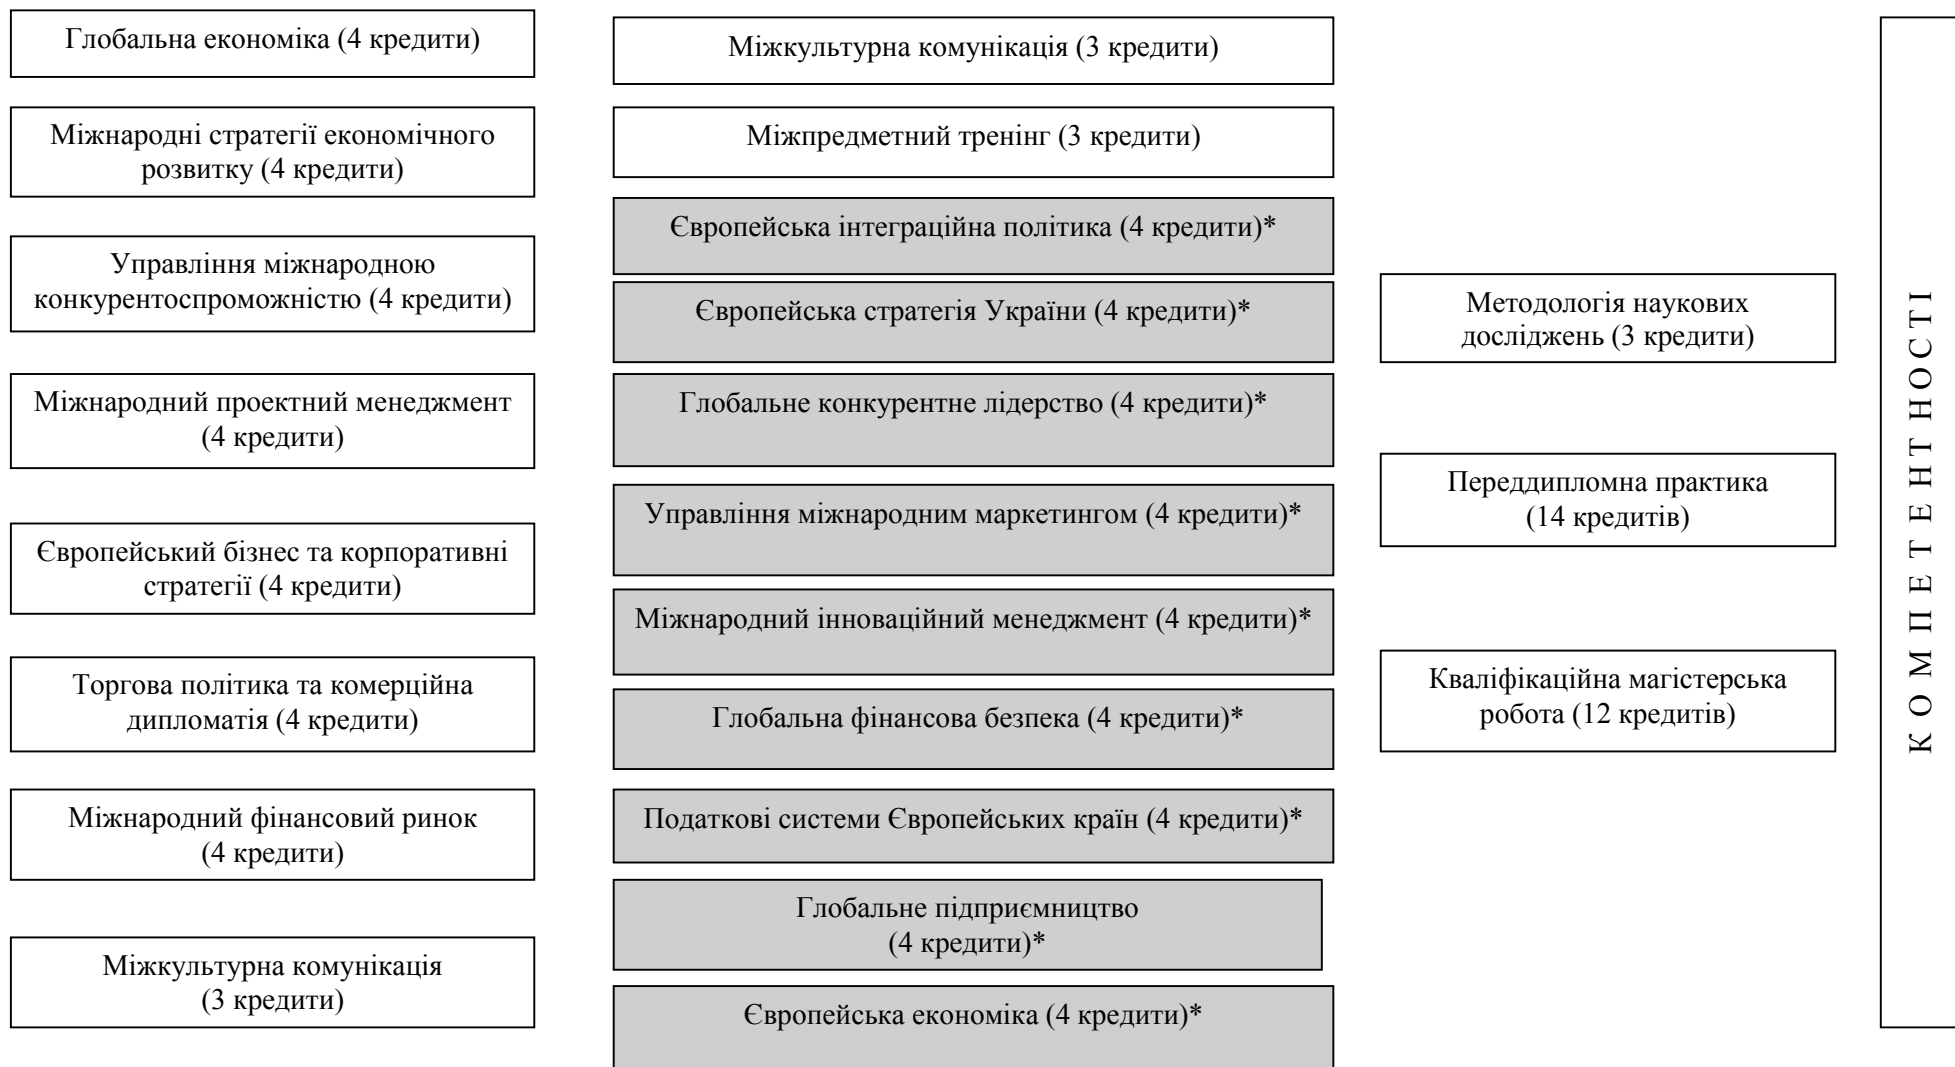 Глобальна економіка (4 кредити)
Міжнародні стратегії економічного
розвитку (4 кредити)
Управління міжнародною
конкурентоспроможністю (4 кредити)
Міжнародний проектний менеджмент
(4 кредити)
Європейський бізнес та корпоративні
стратегії (4 кредити)
Торгова політика та комерційна
дипломатія (4 кредити)
Міжнародний фінансовий ринок
(4 кредити)
Міжкультурна комунікація
(3 кредити)
Міжкультурна комунікація (3 кредити)
Міжпредметний тренінг (3 кредити)
Європейська інтеграційна політика (4 кредити)*
Європейська стратегія України (4 кредити)*
Глобальне конкурентне лідерство (4 кредити)*
Управління міжнародним маркетингом (4 кредити)*
Міжнародний інноваційний менеджмент (4 кредити)*
Глобальна фінансова безпека (4 кредити)*
Податкові системи Європейських країн (4 кредити)*
Глобальне підприємництво
(4 кредити)*
Європейська економіка (4 кредити)*
Методологія наукових
досліджень (3 кредити)
Переддипломна практика
(14 кредитів)
Кваліфікаційна магістерська
робота (12 кредитів)
К О М П Е Т Е Н Т Н О С Т І